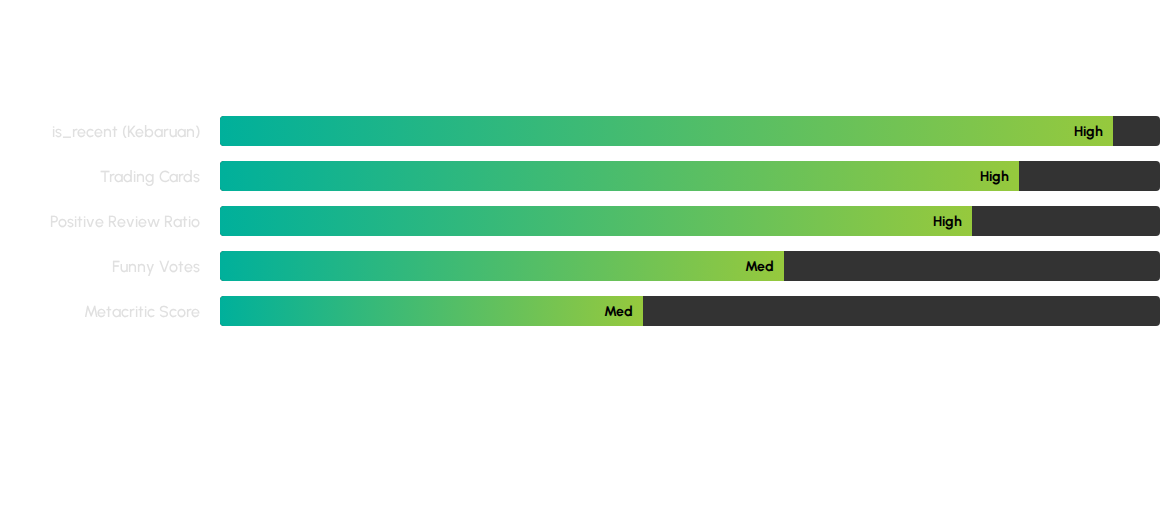 is_recent (Kebaruan) High
Trading Cards High
Positive Review Ratio High
Funny Votes Med
Metacritic Score Med